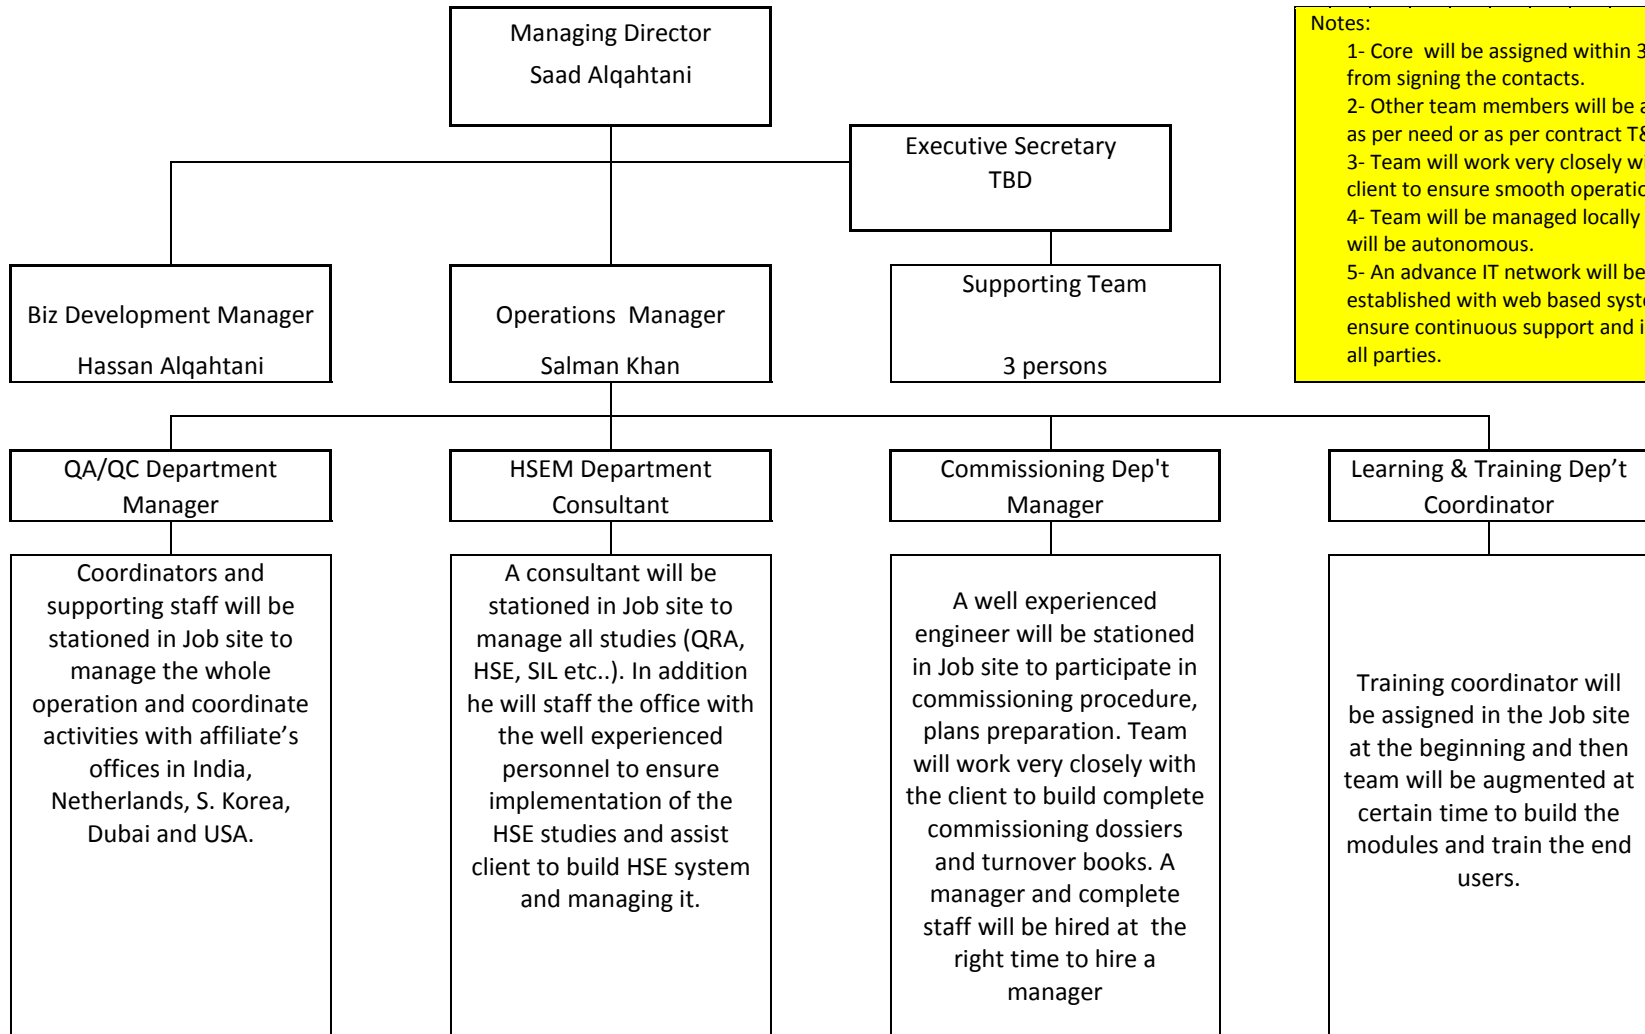 Managing Director
Saad Alqahtani
Notes:
1- Core will be assigned within 3
from signing the contacts.
2- Other team members will be
as per need or as per contract
3- Team will work very closely
client to ensure smooth
4- Team will be managed locally
will be autonomous.
5- An advance IT network will be
established with web based
ensure continuous support and
all parties.
Executive Secretary
TBD
Biz Development Manager
Hassan Alqahtani
Operations Manager
Salman Khan
Supporting Team
3 persons
QA/QC Department
Manager
HSEM Department
Consultant
Commissioning Dep't
Manager
Learning & Training Dep’t
Coordinator
Coordinators and
supporting staff will be
stationed in Job site to
manage the whole
operation and coordinate
activities with affiliate’s
offices in India,
Netherlands, S. Korea,
Dubai and USA.
A consultant will be
stationed in Job site to
manage all studies (QRA,
HSE, SIL etc..). In addition
he will staff the office with
the well experienced
personnel to ensure
implementation of the
HSE studies and assist
client to build HSE system
and managing it.
A well experienced
engineer will be stationed
in Job site to participate in
commissioning procedure,
plans preparation. Team
will work very closely with
the client to build complete
commissioning dossiers
and turnover books. A
manager and complete
staff will be hired at the
right time to hire a
manager
Training coordinator will
be assigned in the Job site
at the beginning and then
team will be augmented at
certain time to build the
modules and train the end
users.